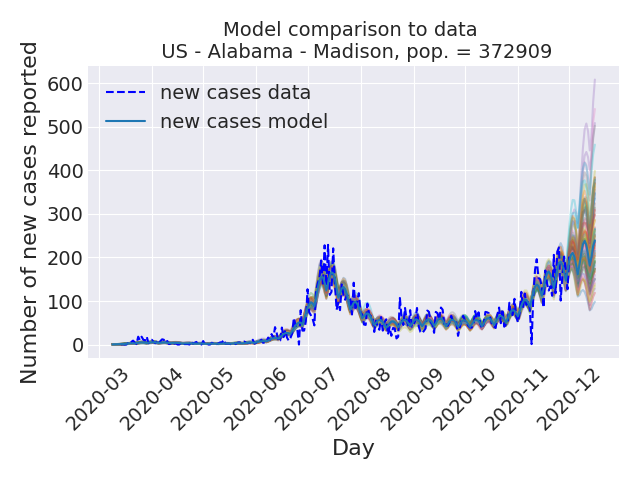 Model comparison to data
US - Alabama - Madison, pop. = 372909
Number of new cases reported
600
500
400
300
200
100
0
new cases data
new cases model
2020-03
2020-04
2020-05
2020-06
2020-07
2020-08
2020-09
2020-10
2020-11
2020-12
Day